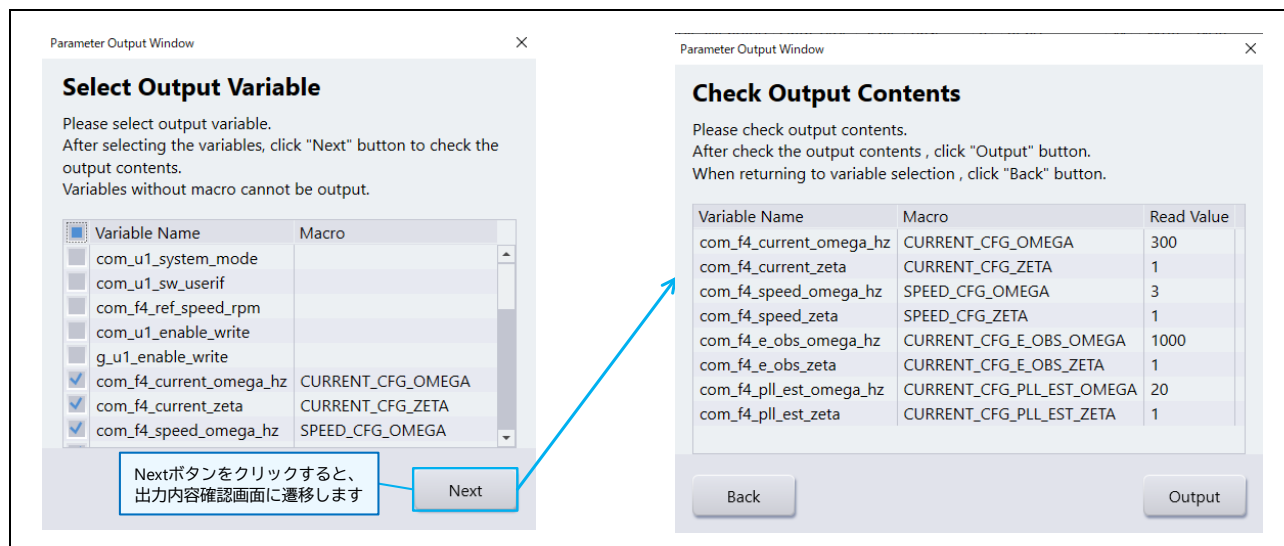 Parameter Output Window
Select Output Variable
Please select output variable.
After selecting the variables, click "Next" button to check the
output contents.
Variables without macro cannot be output.
Variable Name Macro
com_u1_system_mode
com_u1_sw_userif
com_f4_ref_speed_rpm
com_u1_enable_write
g_u1_enable_write
com_f4_current_omega_hz CURRENT_CFG_OMEGA
com_f4_current_zeta CURRENT_CFG_ZETA
com_f4_speed_omega_hz SPEED_CFG_OMEGA
Nextボタンをクリックすると、
出力内容確認画面に遷移します
Next
Parameter Output Window
Check Output Contents
Please check output contents.
After check the output contents , click "Output" button.
When returning to variable selection , click "Back" button.
Variable Name Macro Read Value
com_f4_current_omega_hz CURRENT_CFG_OMEGA 300
com_f4_current_zeta CURRENT_CFG_ZETA 1
com_f4_speed_omega_hz SPEED_CFG_OMEGA 3
com_f4_speed_zeta SPEED_CFG_ZETA 1
com_f4_e_obs_omega_hz CURRENT_CFG_E_OBS_OMEGA 1000
com_f4_e_obs_zeta CURRENT_CFG_E_OBS_ZETA 1
com_f4_pll_est_omega_hz CURRENT_CFG_PLL_EST_OMEGA 20
com_f4_pll_est_zeta CURRENT_CFG_PLL_EST_ZETA 1
Back
Output